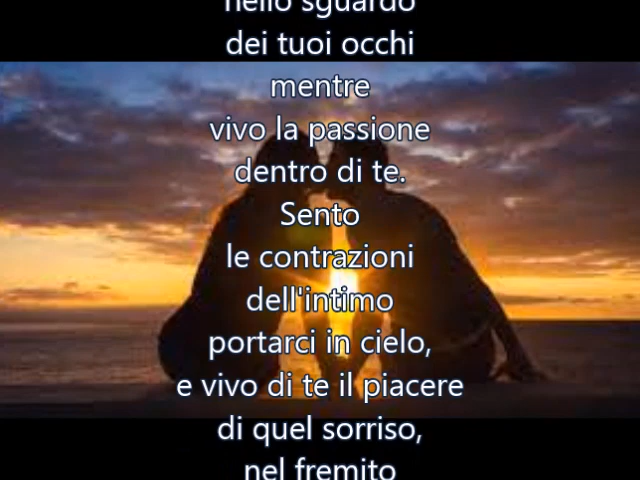 nello sguardo
dei tuoi occhi
mentre
vivo la passione
dentro di te.
Sento
le contrazioni
dell'intimo
portarci in cielo,
e vivo di te il piacere
di quel sorriso,
nel fremito